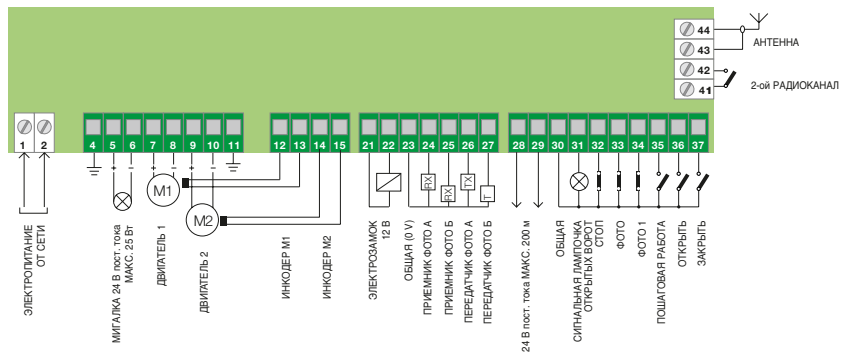 44
43
АНТЕННА
42
41
2-ой РАДИОКАНАЛ
1 2 4 5 6 7 8 9 10 11 12 13 14 15 21 22 23 24 25 26 27 28 29 30 31 32 33 34 35 36 37
+ − + − + −
M1
M2
RX
RX
TX
T
ЭЛЕКТРОПИТАНИЕ
ОТ СЕТИ
МИГАЛКА 24 В пост. тока
МАКС. 25 Вт
ДВИГАТЕЛЬ 1
ДВИГАТЕЛЬ 2
ИНКОДЕР М1
ИНКОДЕР М2
ЭЛЕКТРОЗАМОК
12 В
ОБЩАЯ (0 V)
ПРИЕМНИК ФОТО А
ПРИЕМНИК ФОТО Б
ПЕРЕДАТЧИК ФОТО А
ПЕРЕДАТЧИК ФОТО Б
24 В пост. тока МАКС. 200 м
ОБЩАЯ
СИГНАЛЬНАЯ ЛАМПОЧКА
ОТКРЫТЫХ ВОРОТ
СТОП
ФОТО
ФОТО 1
ПОШАГОВАЯ РАБОТА
ОТКРЫТЬ
ЗАКРЫТЬ